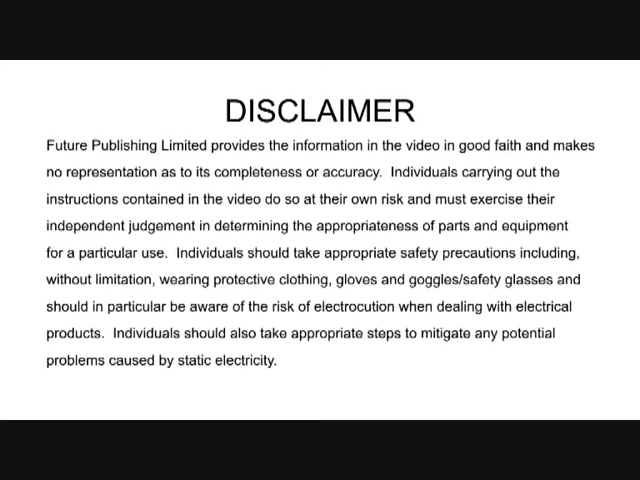 DISCLAIMER
Future Publishing Limited provides the information in the video in good faith and makes
no representation as to its completeness or accuracy.  Individuals carrying out the
instructions contained in the video do so at their own risk and must exercise their
independent judgement in determining the appropriateness of parts and equipment
for a particular use.  Individuals should take appropriate safety precautions including,
without limitation, wearing protective clothing, gloves and goggles/safety glasses and
should in particular be aware of the risk of electrocution when dealing with electrical
products.  Individuals should also take appropriate steps to mitigate any potential
problems caused by static electricity.